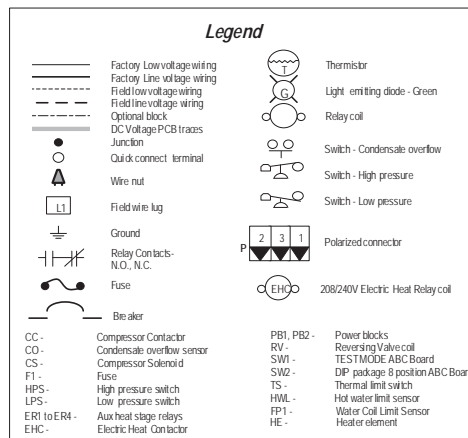 Legend
Factory Low voltage wiring
Factory Line voltage wiring
Field low voltage wiring
Field line voltage wiring
Optional block
DC Voltage PCB traces
Junction
Quick connect terminal
Wire nut
L1
Field wire lug
Ground
Relay Contacts-
N.O., N.C.
Fuse
Breaker
T
Thermistor
G
Light emitting diode - Green
Relay coil
Switch - Condensate overflow
Switch - High pressure
Switch - Low pressure
P
2 3 1
Polarized connector
EHC
208/240V Electric Heat Relay coil
CC - Compressor Contactor
CO - Condensate overflow sensor
CS - Compressor Solenoid
F1 - Fuse
HPS - High pressure switch
LPS - Low pressure switch
ER1 to ER4 - Aux heat stage relays
EHC - Electric Heat Contactor
PB1, PB2 - Power blocks
RV - Reversing Valve coil
SW1 - TEST MODE ABC Board
SW2 - DIP package 8 position ABC Board
TS - Thermal limit switch
HWL - Hot water limit sensor
FP1 - Water Coil Limit Sensor
HE - Heater element